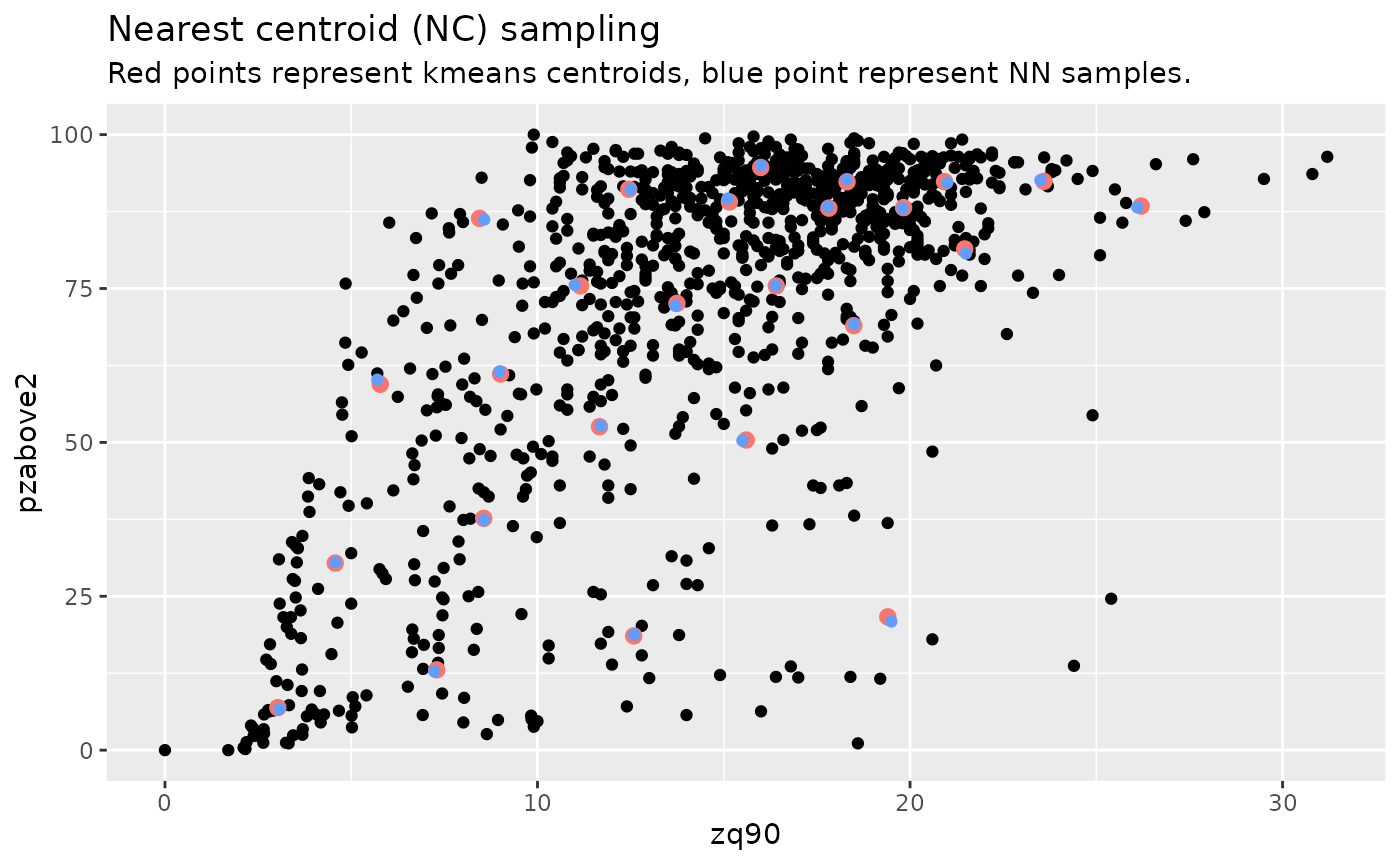 Nearest centroid (NC) sampling
Red points represent kmeans centroids, blue point represent NN samples.
100
75
50
25
0
pzabove2
0 10 20 30
zq90